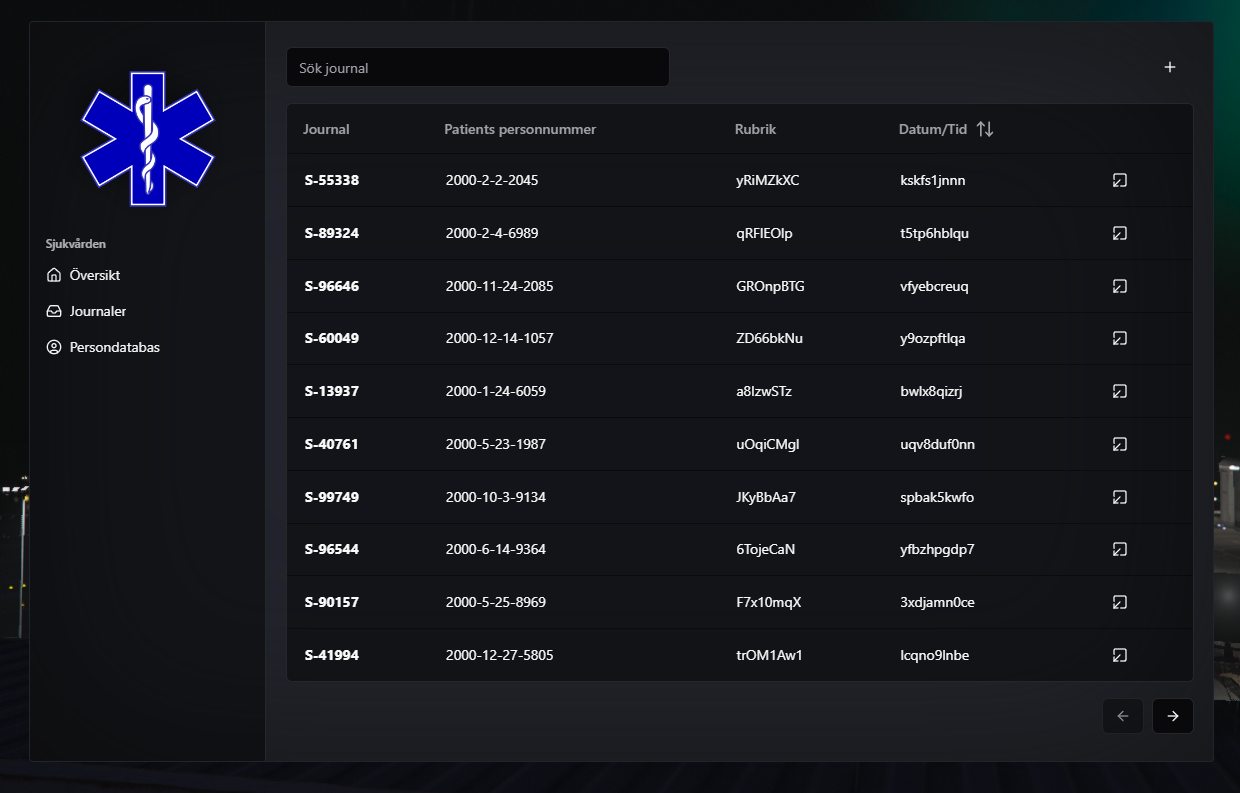 Sök journal
Journal Patients personnummer Rubrik Datum/Tid
S-55338 2000-2-2-2045 yRiMZkXC kskfs1jnnn
S-89324 2000-2-4-6989 qRFIEOIp t5tp6hblqu
S-96646 2000-11-24-2085 GROnpBTG vfyebcreuq
S-60049 2000-12-14-1057 ZD66bkNu y9ozpftlqa
S-13937 2000-1-24-6059 a8lzwSTz bwlx8qizrj
S-40761 2000-5-23-1987 uOqiCMgl uqv8duf0nn
S-99749 2000-10-3-9134 JKyBbAa7 spbak5kwfo
S-96544 2000-6-14-9364 6TojeCaN yfbzhpgdp7
S-90157 2000-5-25-8969 F7x10mqX 3xdjamn0ce
S-41994 2000-12-27-5805 trOM1Aw1 lcqno9lnbe
Sjukvården
Översikt
Journaler
Persondatabas